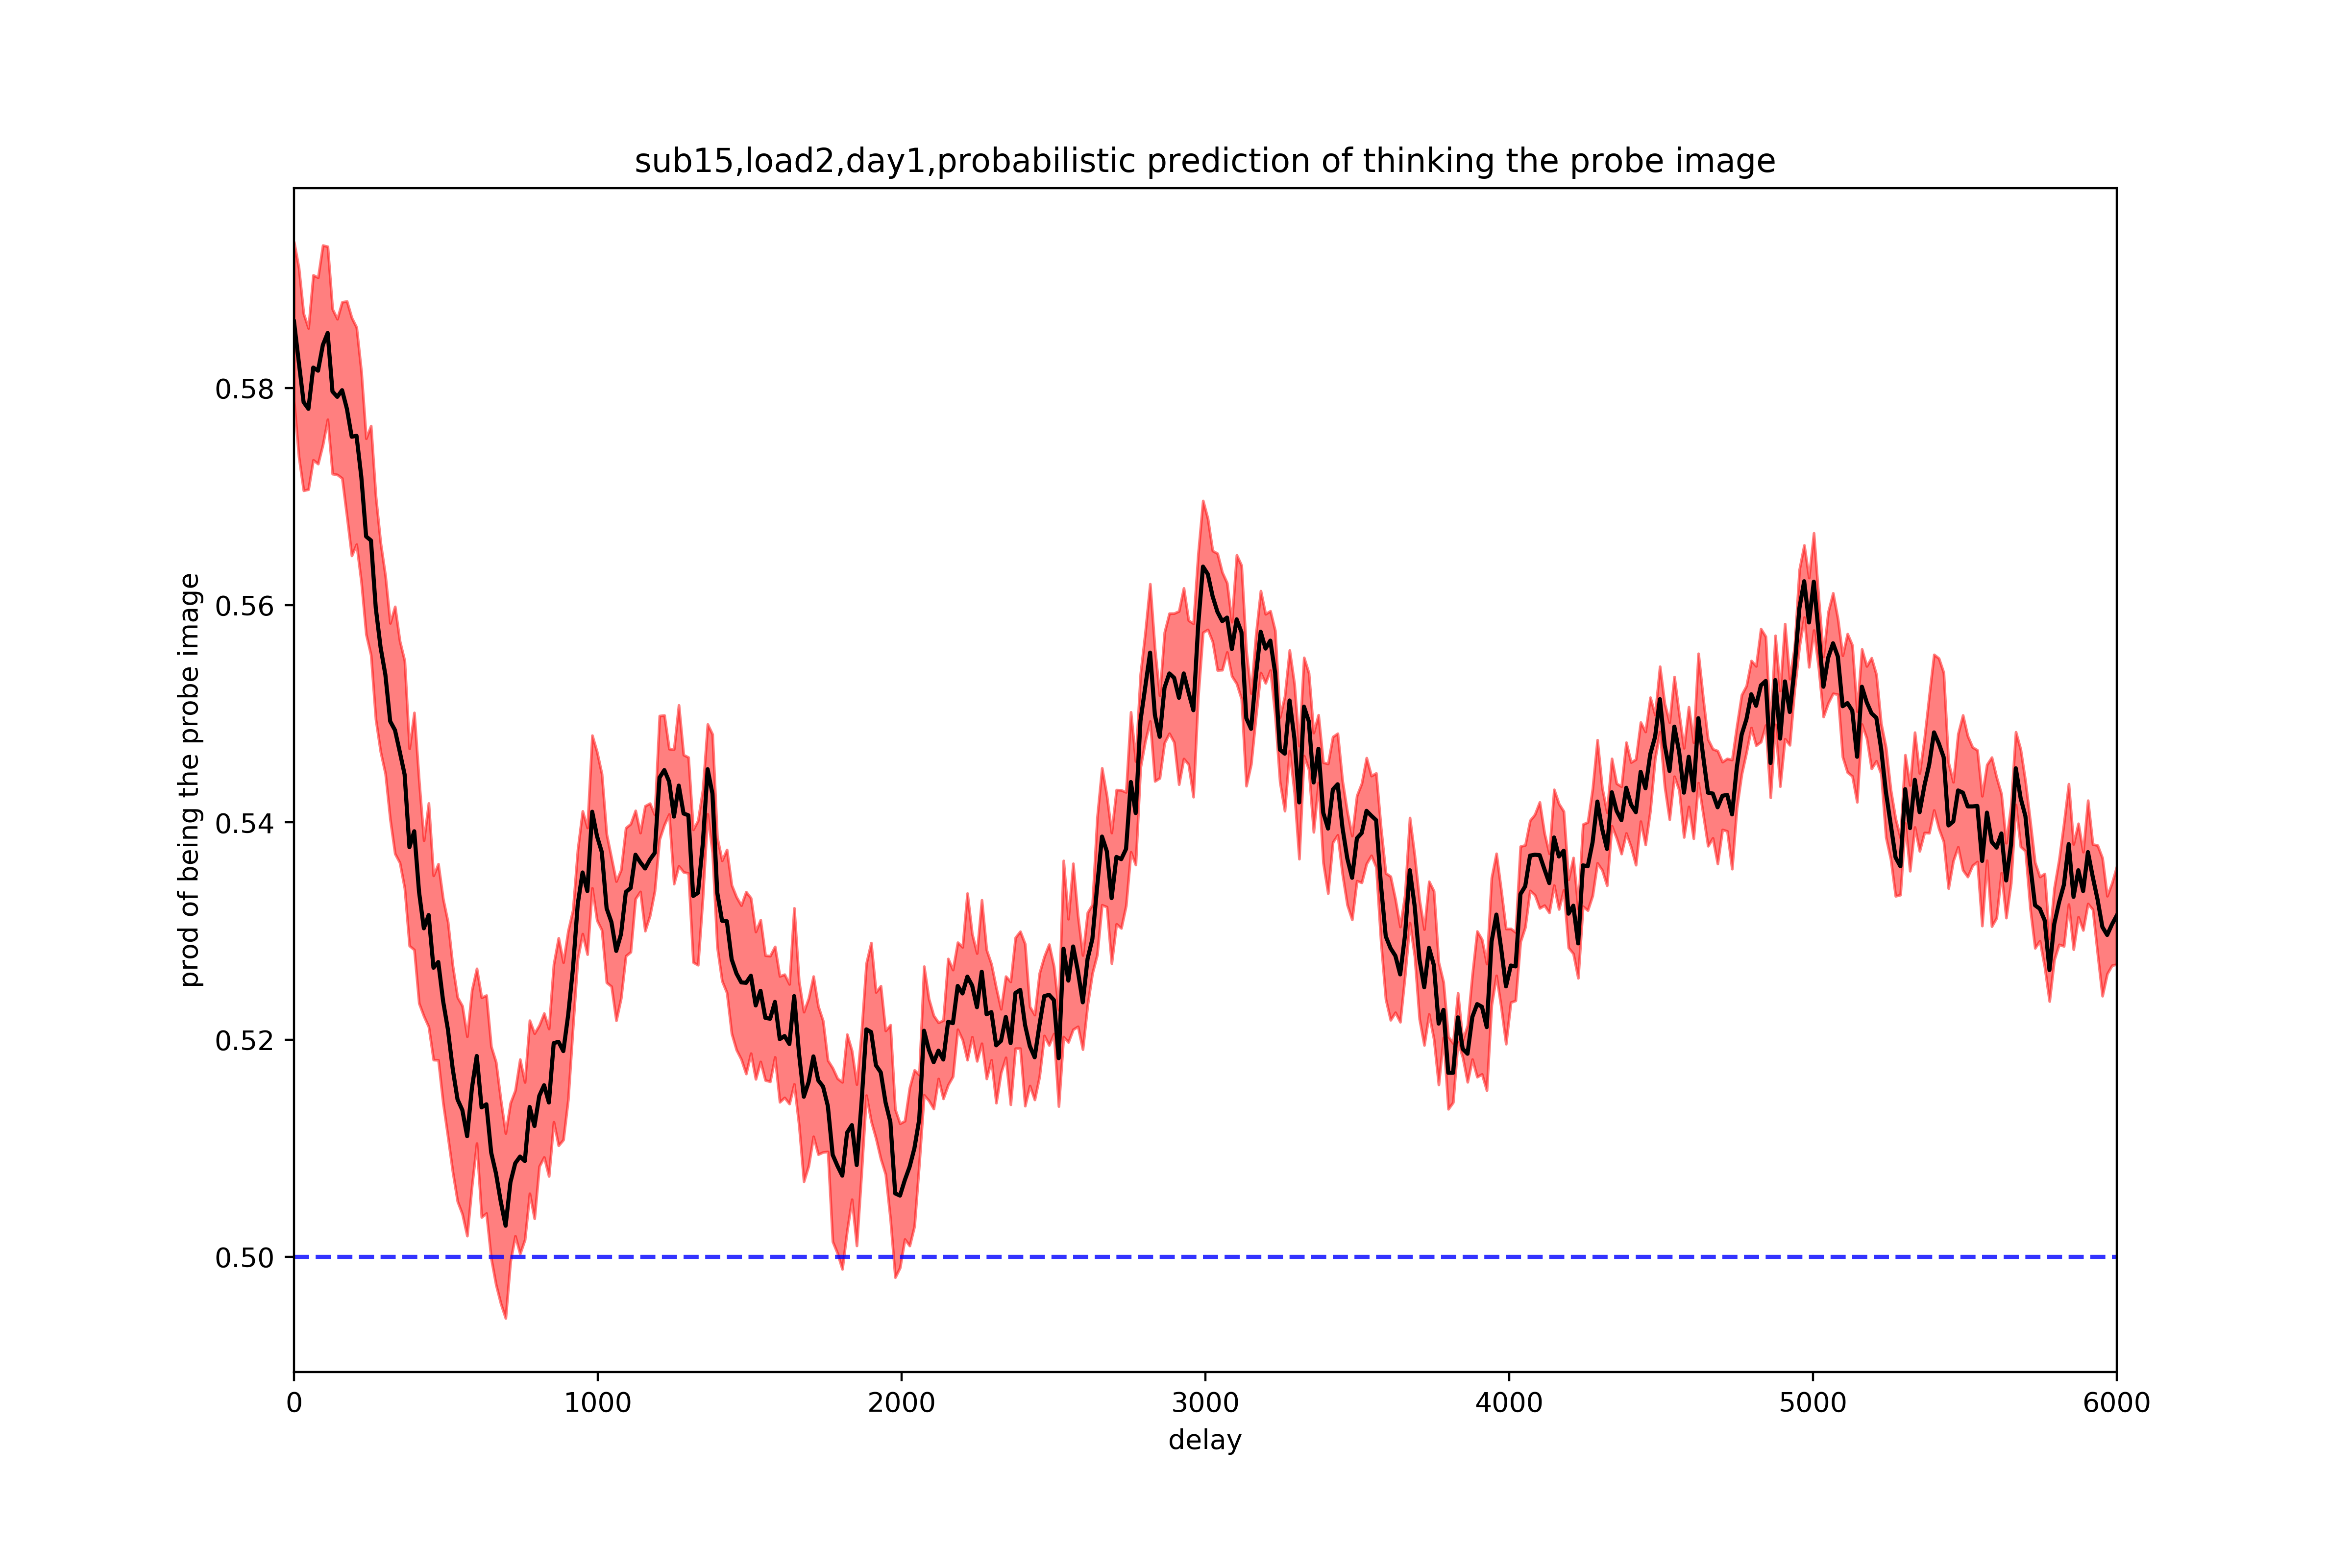 sub15,load2,day1,probabilistic prediction of thinking the probe image
prod of being the probe image
0.58
0.56
0.54
0.52
0.50
0 1000 2000 3000 4000 5000 6000
delay